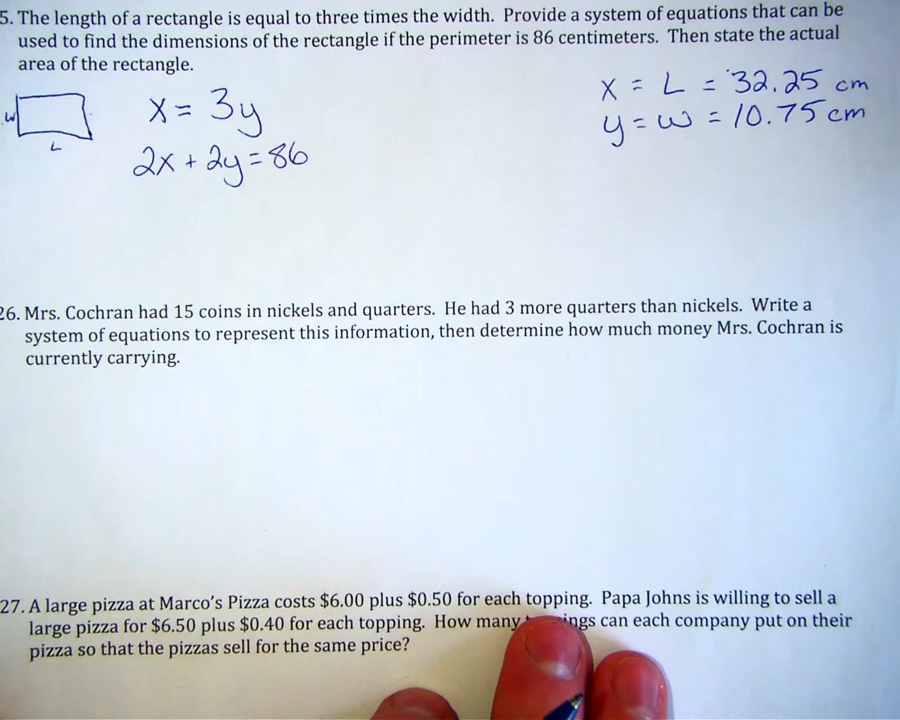 5. The length of a rectangle is equal to three times the width. Provide a system of equations that can be
used to find the dimensions of the rectangle if the perimeter is 86 centimeters. Then state the actual
area of the rectangle.
x = L = 32.25 cm
w x = 3y
y = w = 10.75 cm
L
2x + 2y = 86
26. Mrs. Cochran had 15 coins in nickels and quarters. He had 3 more quarters than nickels. Write a
system of equations to represent this information, then determine how much money Mrs. Cochran is
currently carrying.
27. A large pizza at Marco's Pizza costs $6.00 plus $0.50 for each topping. Papa Johns is willing to sell a
large pizza for $6.50 plus $0.40 for each topping. How many can each company put on their
pizza so that the pizzas sell for the same price?